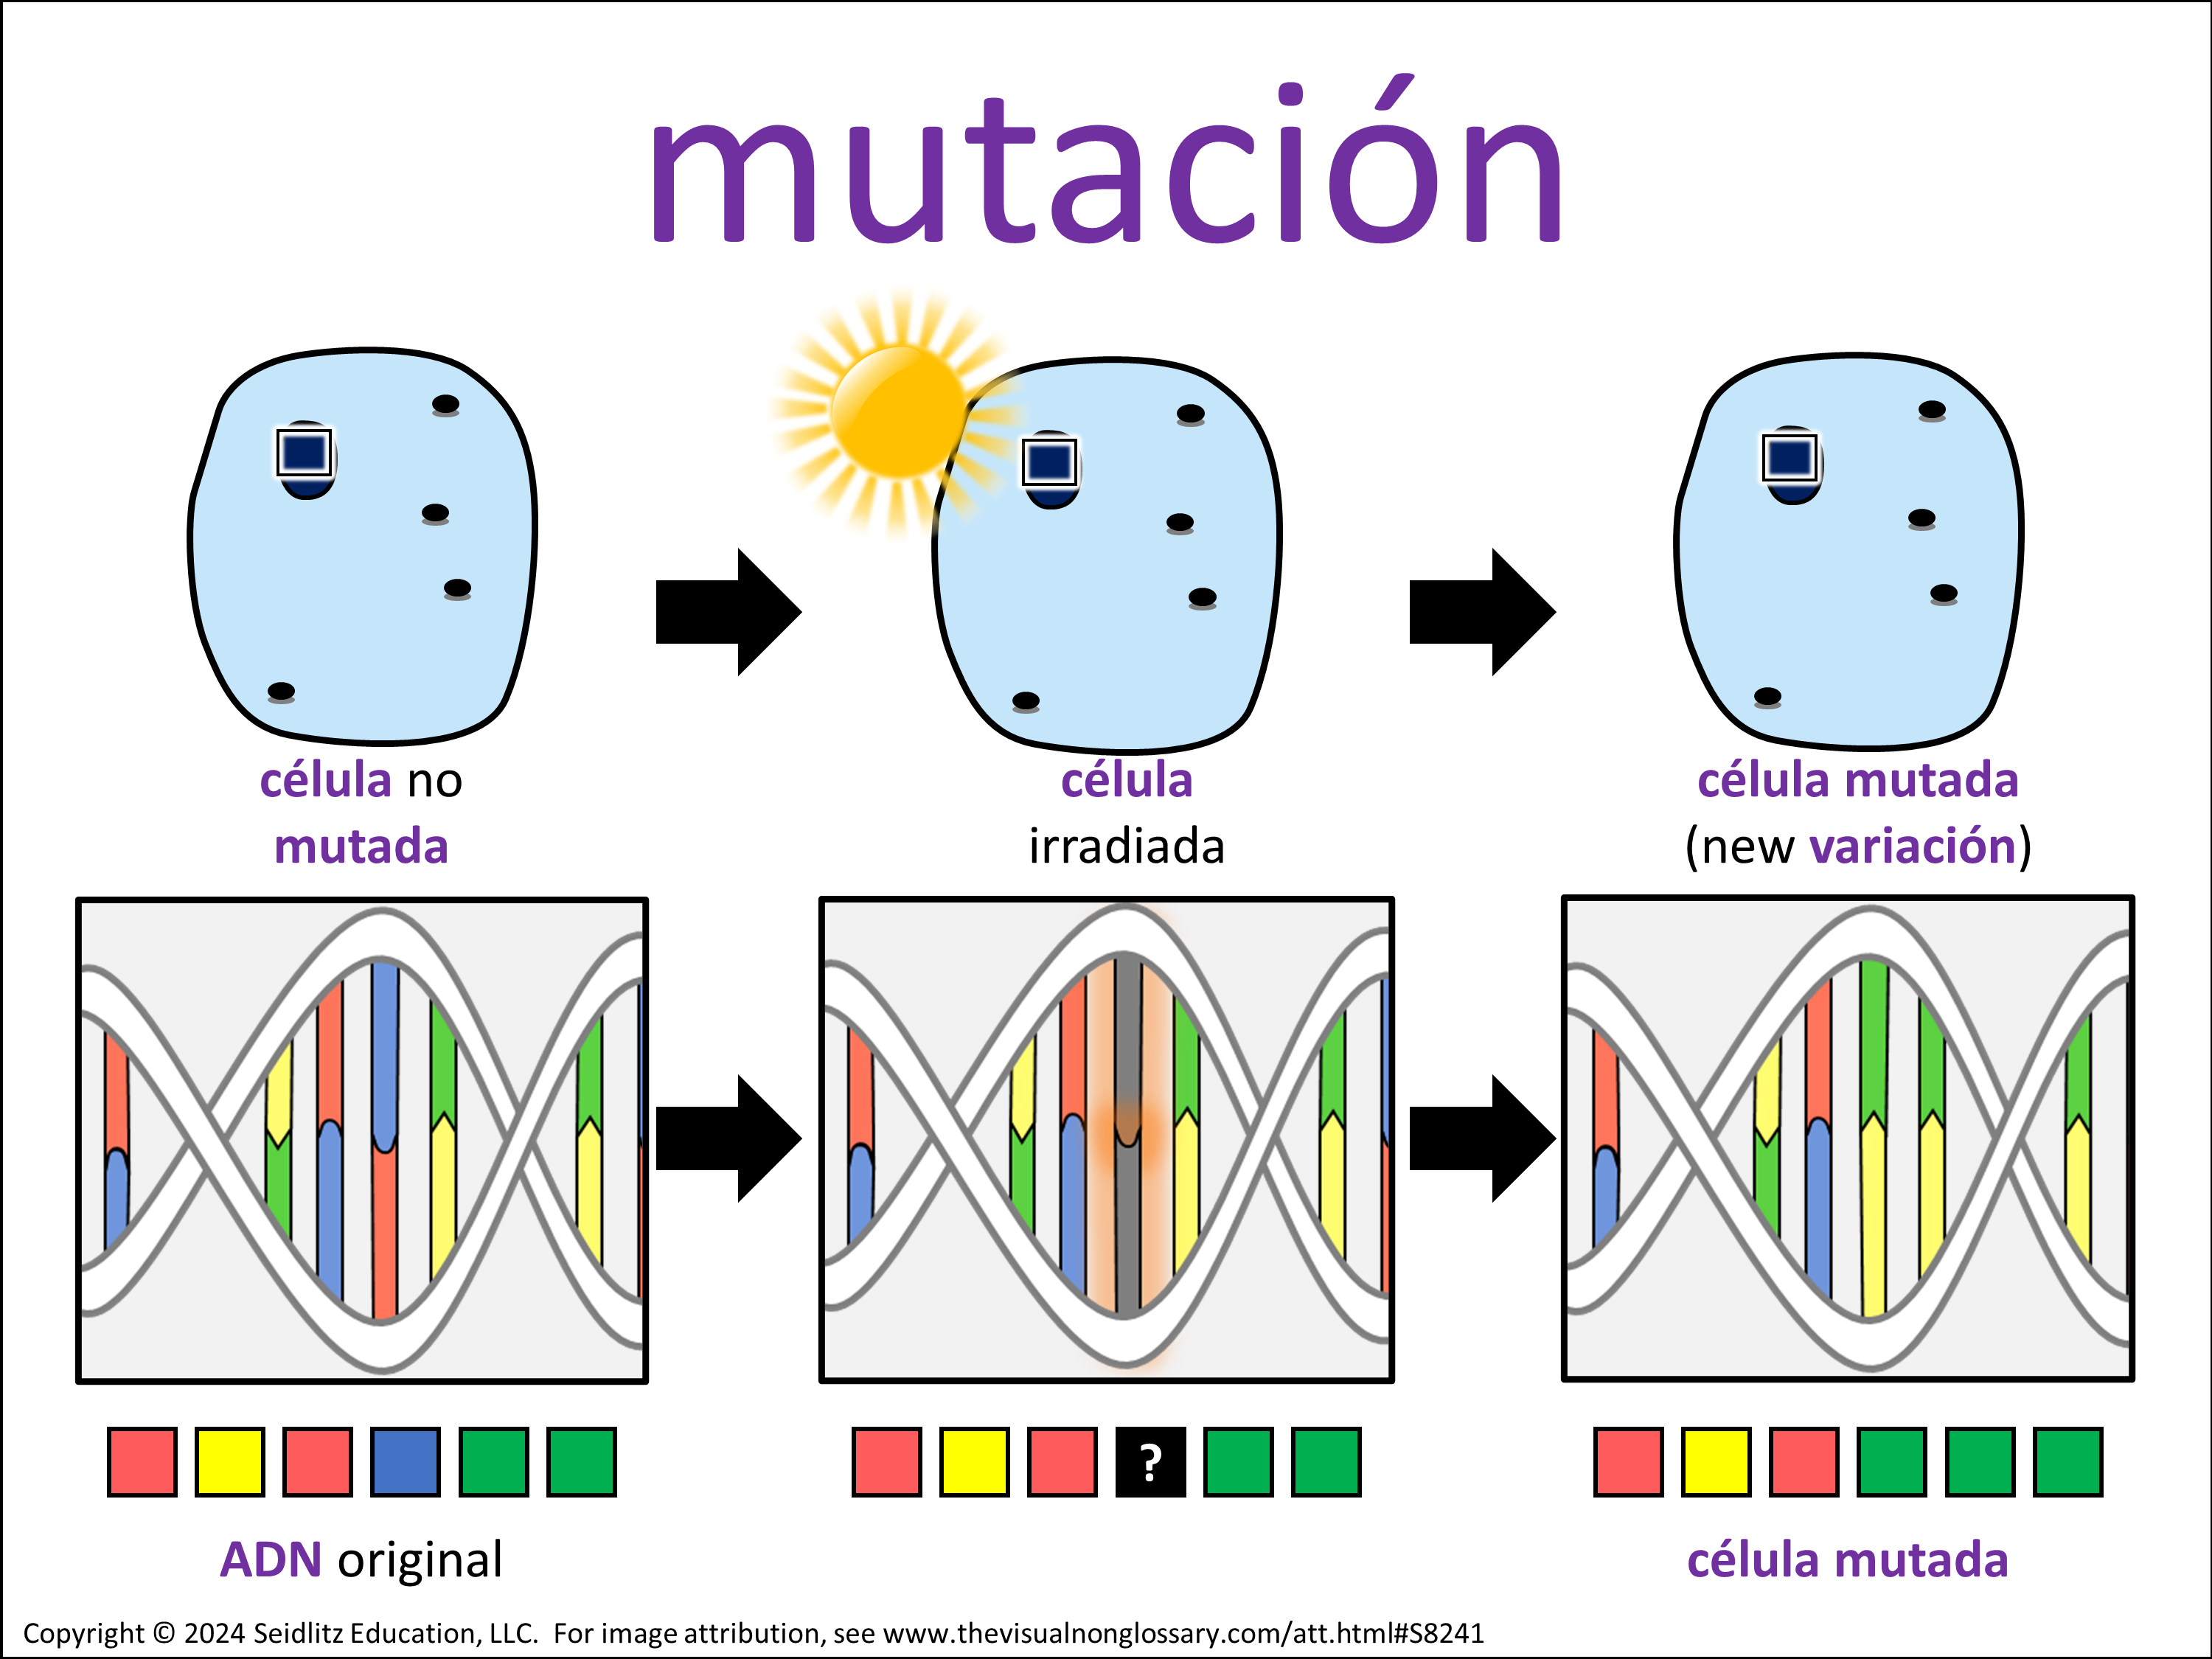 mutación
célula no
mutada
célula
irradiada
célula mutada
(new variación)
?
ADN original
célula mutada
Copyright © 2024 Seidlitz Education, LLC.  For image attribution, see www.thevisualnonglossary.com/att.html#S8241